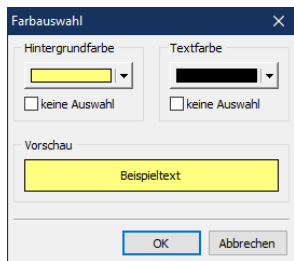 Farbauswahl
Hintergrundfarbe
Textfarbe
keine Auswahl
keine Auswahl
Vorschau
Beispieltext
OK
Abbrechen